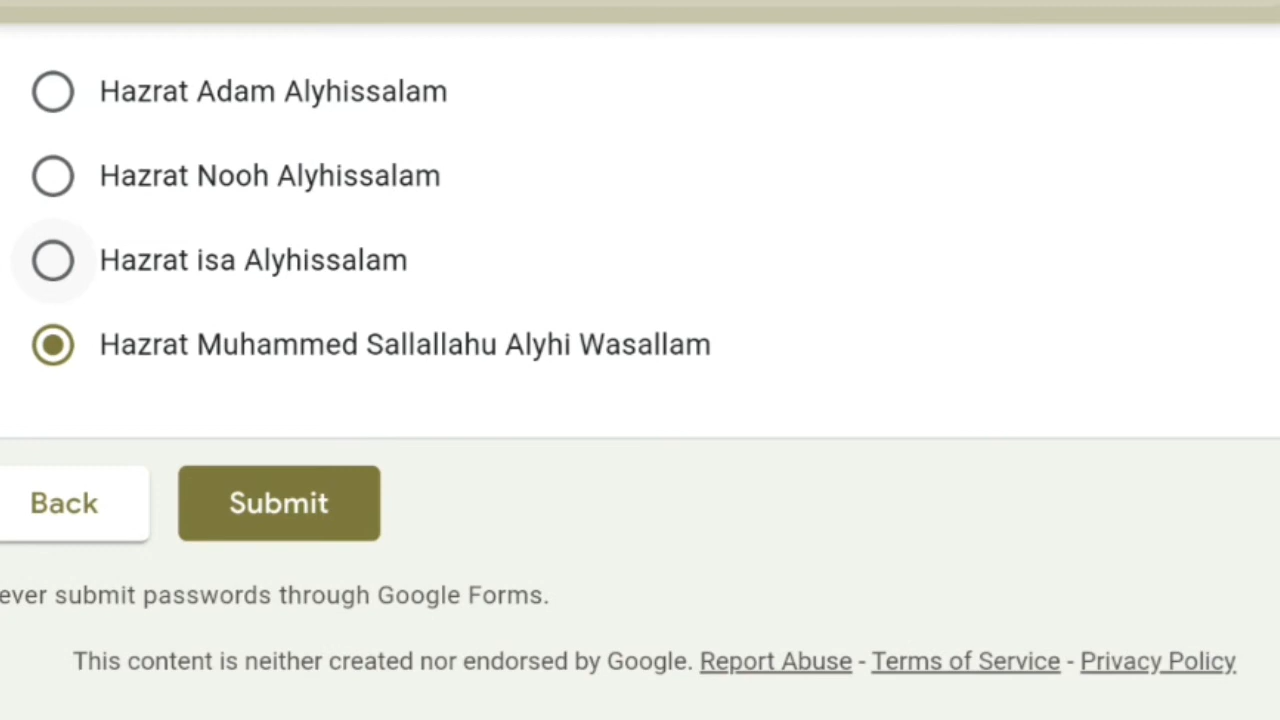 Hazrat Adam Alyhissalam
Hazrat Nooh Alyhissalam
Hazrat isa Alyhissalam
Hazrat Muhammed Sallallahu Alyhi Wasallam
Back
Submit
ever submit passwords through Google Forms.
This content is neither created nor endorsed by Google. Report Abuse - Terms of Service - Privacy Policy